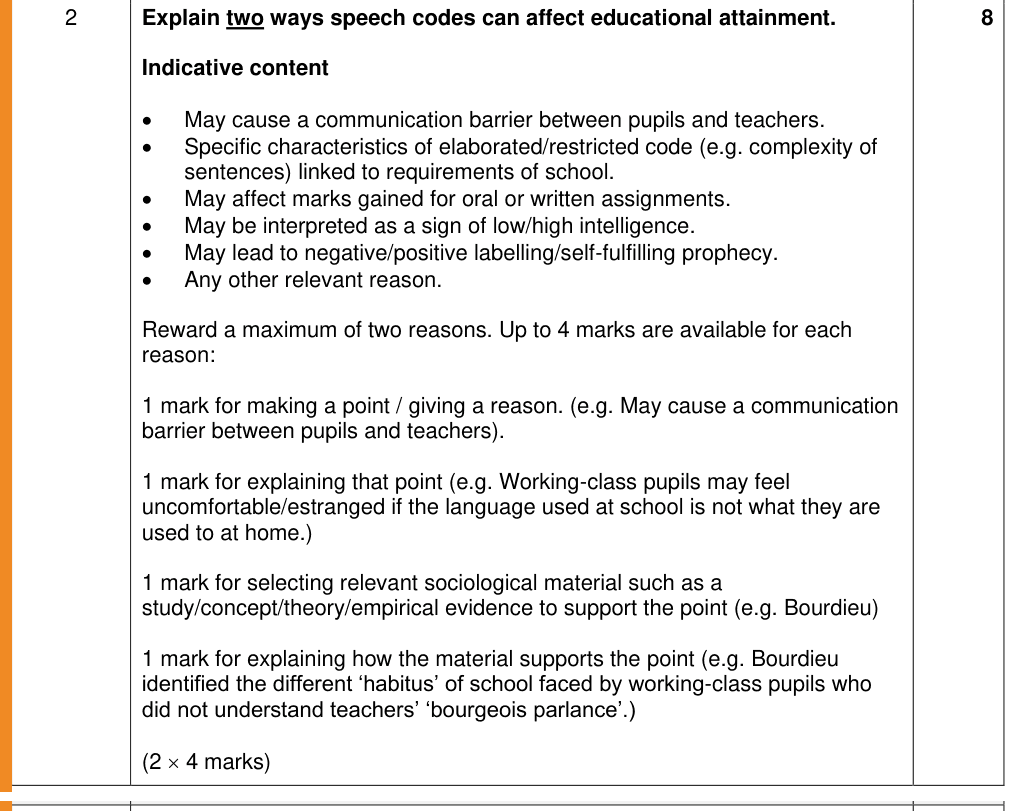 2 Explain two ways speech codes can affect educational attainment. 8
Indicative content
• May cause a communication barrier between pupils and teachers.
• Specific characteristics of elaborated/restricted code (e.g. complexity of
sentences) linked to requirements of school.
• May affect marks gained for oral or written assignments.
• May be interpreted as a sign of low/high intelligence.
• May lead to negative/positive labelling/self-fulfilling prophecy.
• Any other relevant reason.
Reward a maximum of two reasons. Up to 4 marks are available for each
reason:
1 mark for making a point / giving a reason. (e.g. May cause a communication
barrier between pupils and teachers).
1 mark for explaining that point (e.g. Working-class pupils may feel
uncomfortable/estranged if the language used at school is not what they are
used to at home.)
1 mark for selecting relevant sociological material such as a
study/concept/theory/empirical evidence to support the point (e.g. Bourdieu)
1 mark for explaining how the material supports the point (e.g. Bourdieu
identified the different ‘habitus’ of school faced by working-class pupils who
did not understand teachers’ ‘bourgeois parlance’.)
(2 × 4 marks)